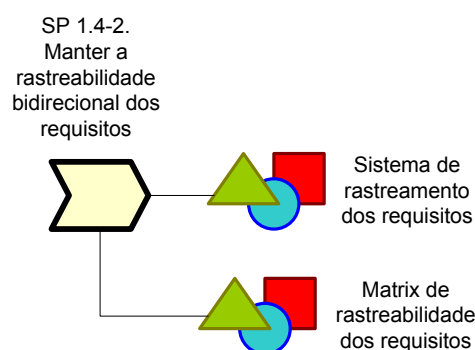 SP 1.4-2.
Manter a
rastreabilidade
bidirecional dos
requisitos
Sistema de
rastreamento
dos requisitos
Matrix de
rastreabilidade
dos requisitos